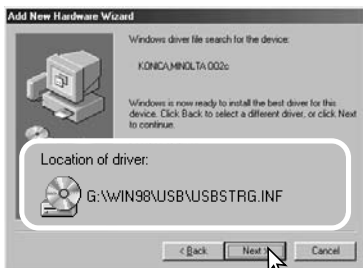 Add New Hardware Wizard
Windows driver file search for the device:
KONICA,MINOLTA 002c
Windows is now ready to install the best driver for this
device. Click Back to select a different driver, or click Next
to continue.
Location of driver:
G:\WIN98\USB\USBSTRG.INF
< Back
Next >
Cancel